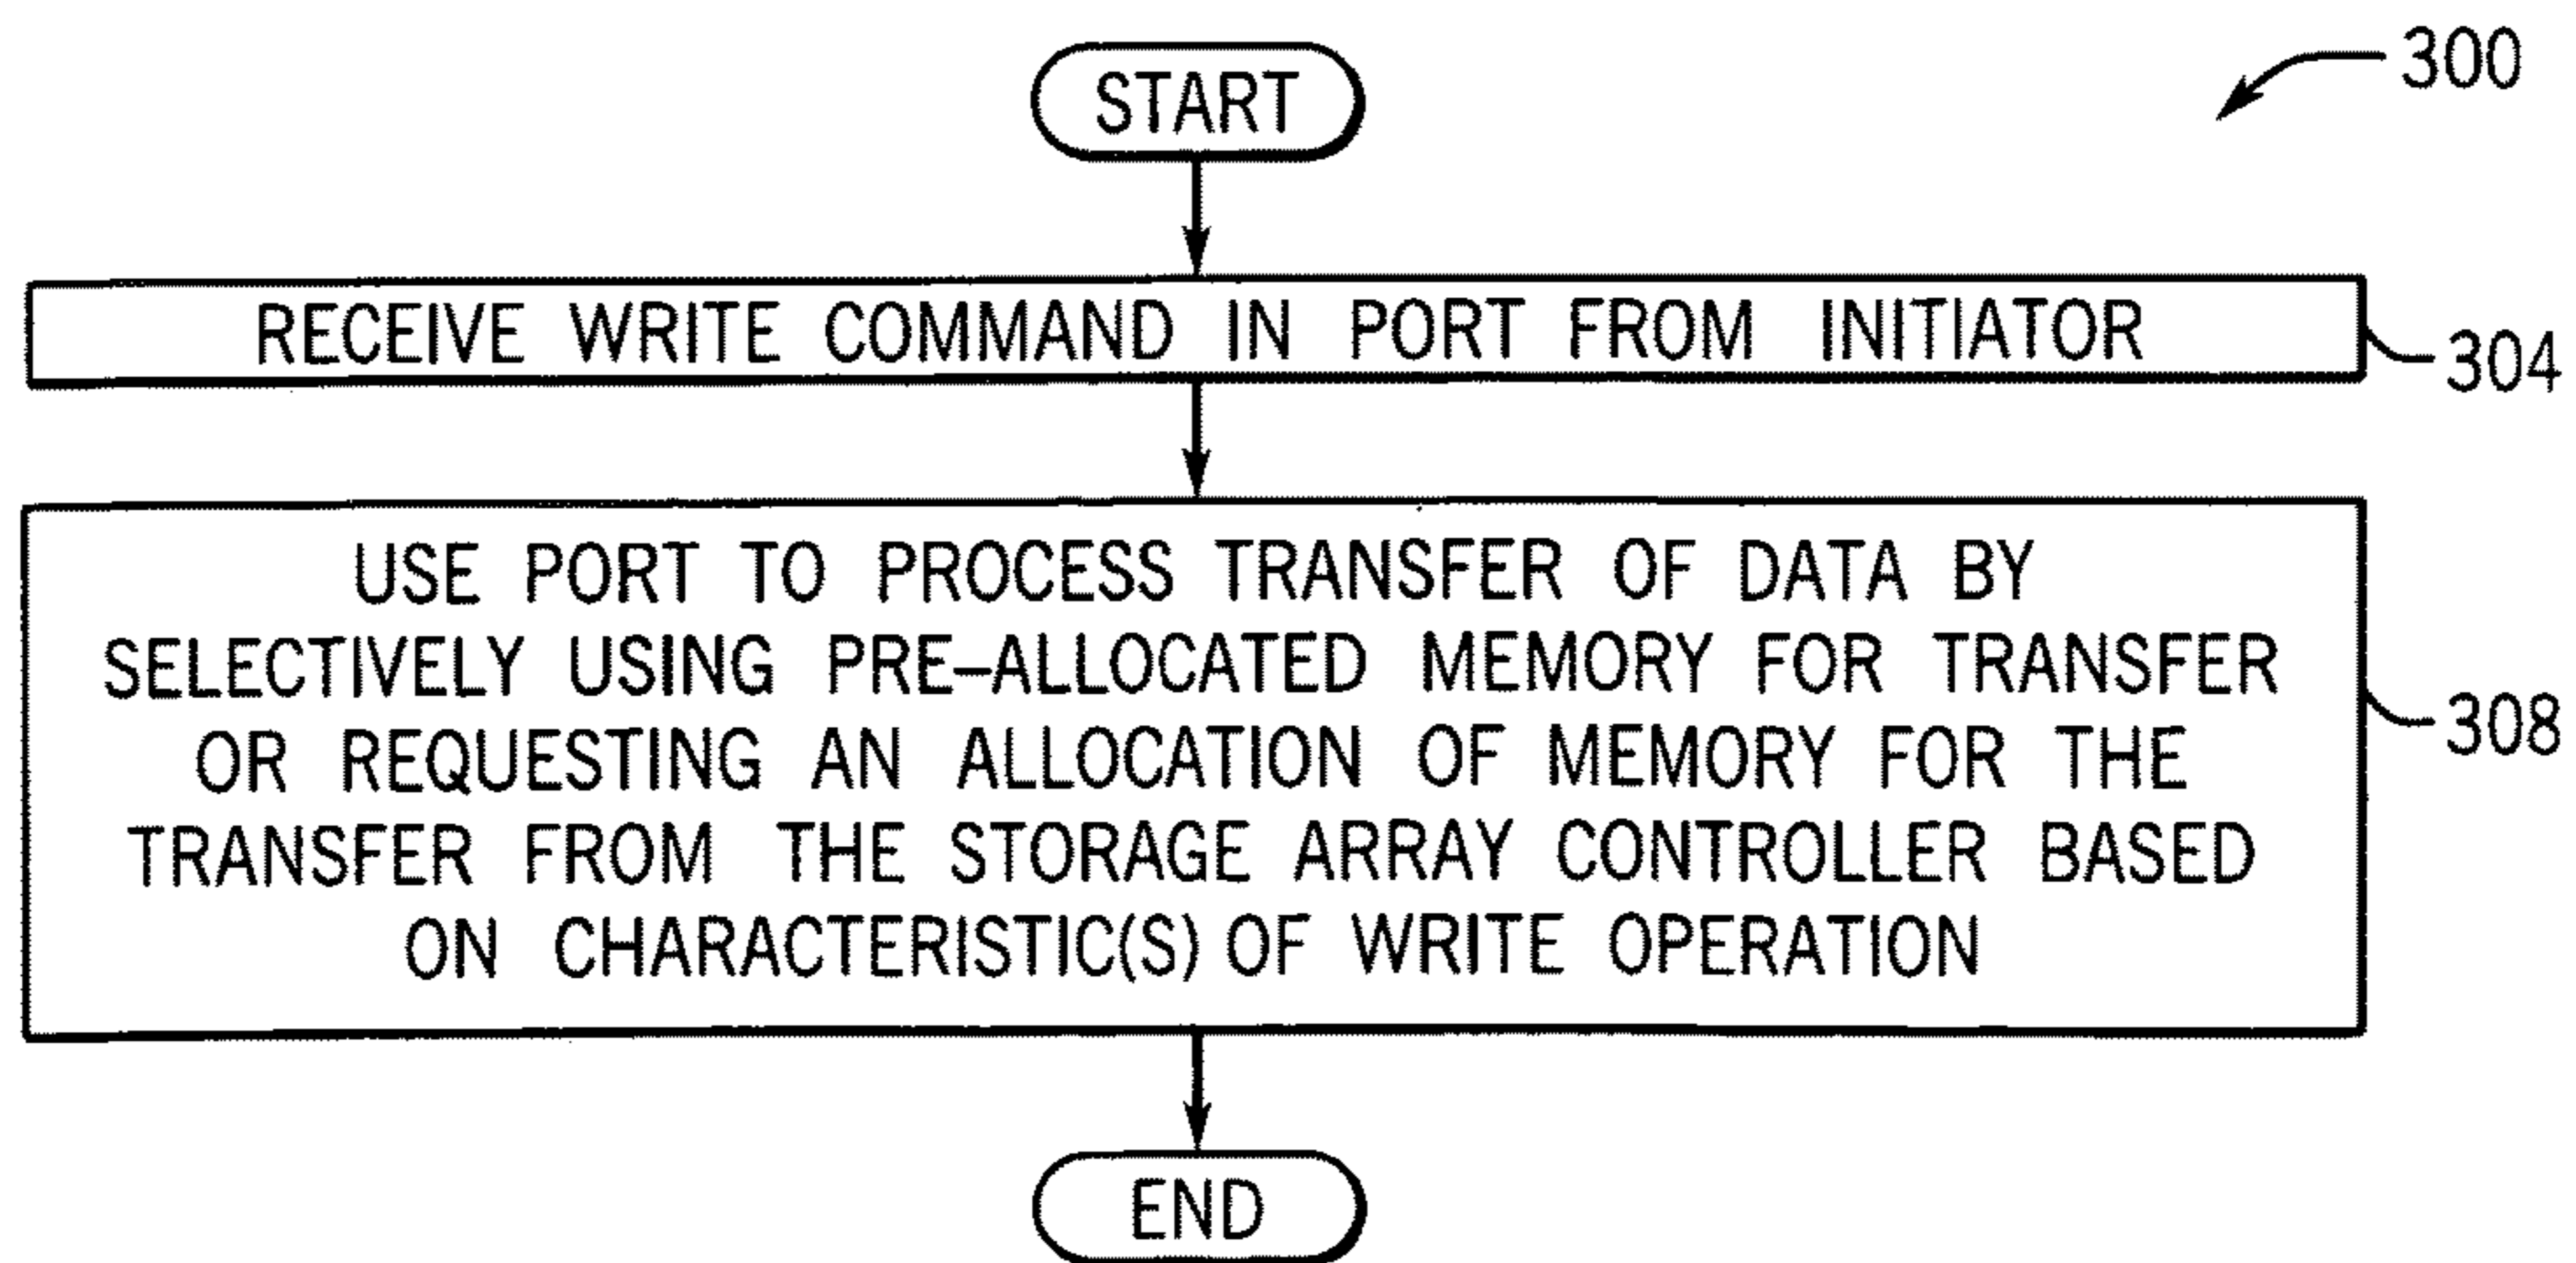 START
300
RECEIVE WRITE COMMAND IN PORT FROM INITIATOR
304
USE PORT TO PROCESS TRANSFER OF DATA BY
SELECTIVELY USING PRE–ALLOCATED MEMORY FOR TRANSFER
OR REQUESTING AN ALLOCATION OF MEMORY FOR THE
TRANSFER FROM THE STORAGE ARRAY CONTROLLER BASED
ON CHARACTERISTIC(S) OF WRITE OPERATION
308
END